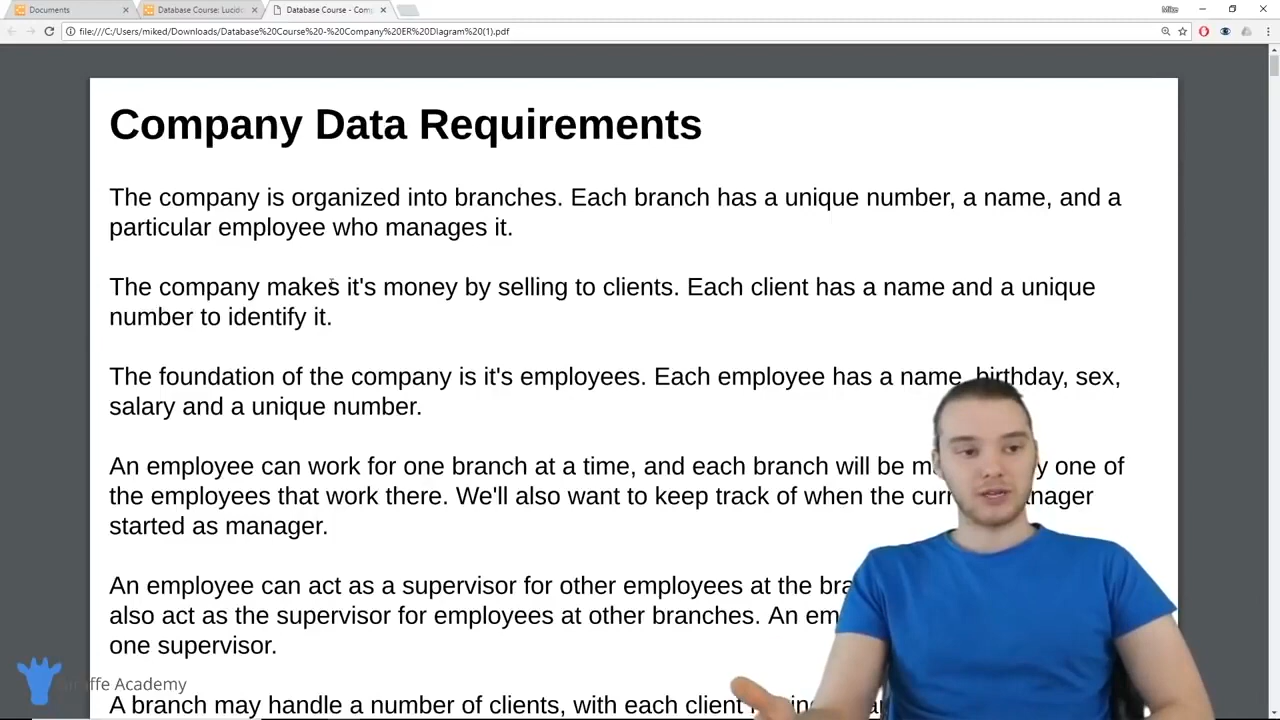 Documents
Database Course: Lucid
Database Course - Comp
Mike
file:///C:/Users/miked/Downloads/Database%20Course%20-%20Company%20ER%20DIagram%20(1).pdf
Company Data Requirements
The company is organized into branches. Each branch has a unique number, a name, and a
particular employee who manages it.
The company makes it's money by selling to clients. Each client has a name and a unique
number to identify it.
The foundation of the company is it's employees. Each employee has a name, birthday, sex,
salary and a unique number.
An employee can work for one branch at a time, and each branch will be one of
the employees that work there. We'll also want to keep track of when the
started as manager.
An employee can act as a supervisor for other employees at the
also act as the supervisor for employees at other branches. An
one supervisor.
Academy
A branch may handle a number of clients, with each client